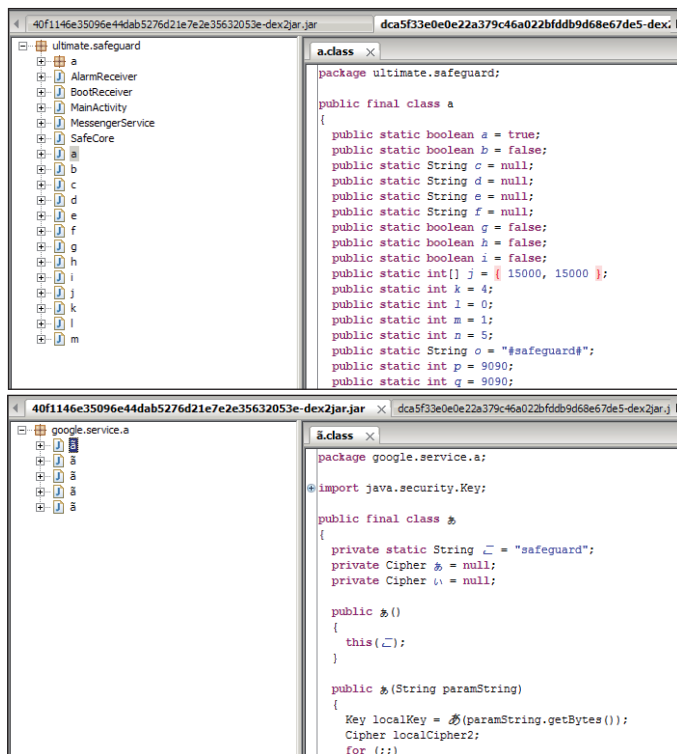 40f1146e35096e44dab5276d21e7e2e35632053e-dex2jar.jar
dca5f33e0e0e22a379c46a022bfddb9d68e67de5-dex2
ultimate.safeguard
a
AlarmReceiver
BootReceiver
MainActivity
MessengerService
SafeCore
a
b
c
d
e
f
g
h
i
j
k
l
m
a.class
package ultimate.safeguard;
public final class a
{
public static boolean a = true;
public static boolean b = false;
public static String c = null;
public static String d = null;
public static String e = null;
public static String f = null;
public static boolean g = false;
public static boolean h = false;
public static boolean i = false;
public static int[] j = { 15000, 15000 };
public static int k = 4;
public static int l = 0;
public static int m = 1;
public static int n = 5;
public static String o = "#safeguard#";
public static int p = 9090;
public static int q = 9090;
40f1146e35096e44dab5276d21e7e2e35632053e-dex2jar.jar
dca5f33e0e0e22a379c46a022bfddb9d68e67de5-dex2jar.j
google.service.a
ã
ã
ã
ã
ã
ã.class
package google.service.a;
import java.security.Key;
public final class あ
{
private static String こ = "safeguard";
private Cipher あ = null;
private Cipher い = null;
public あ()
{
this(こ);
}
public あ(String paramString)
{
Key localKey = あ(paramString.getBytes());
Cipher localCipher2;
for (;;)